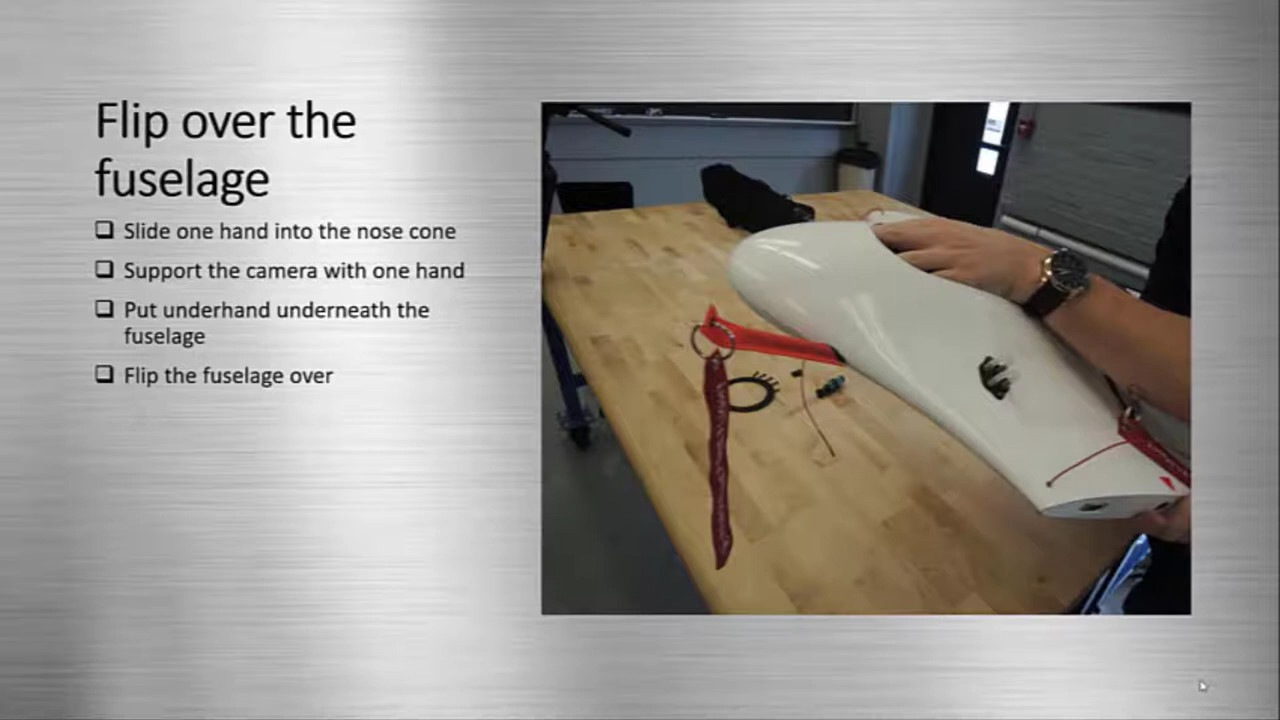 Flip over the
fuselage
❑ Slide one hand into the nose cone
❑ Support the camera with one hand
❑ Put underhand underneath the
fuselage
❑ Flip the fuselage over